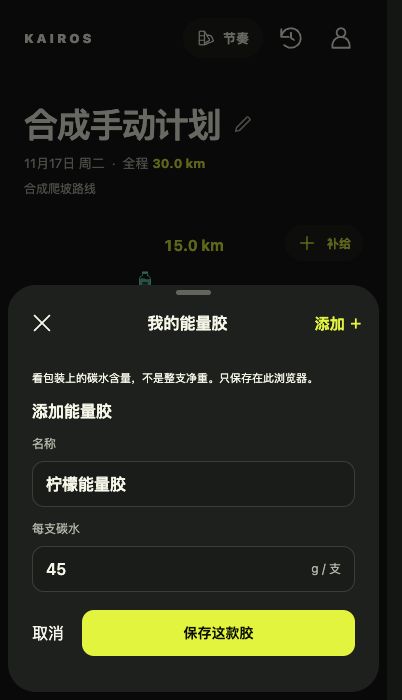 KAIROS
节奏
合成手动计划
11月17日 周二 · 全程 30.0 km
合成爬坡路线
15.0 km
+ 补给
我的能量胶
添加 +
看包装上的碳水含量，不是整支净重。只保存在此浏览器。
添加能量胶
名称
柠檬能量胶
每支碳水
45
g / 支
取消
保存这款胶